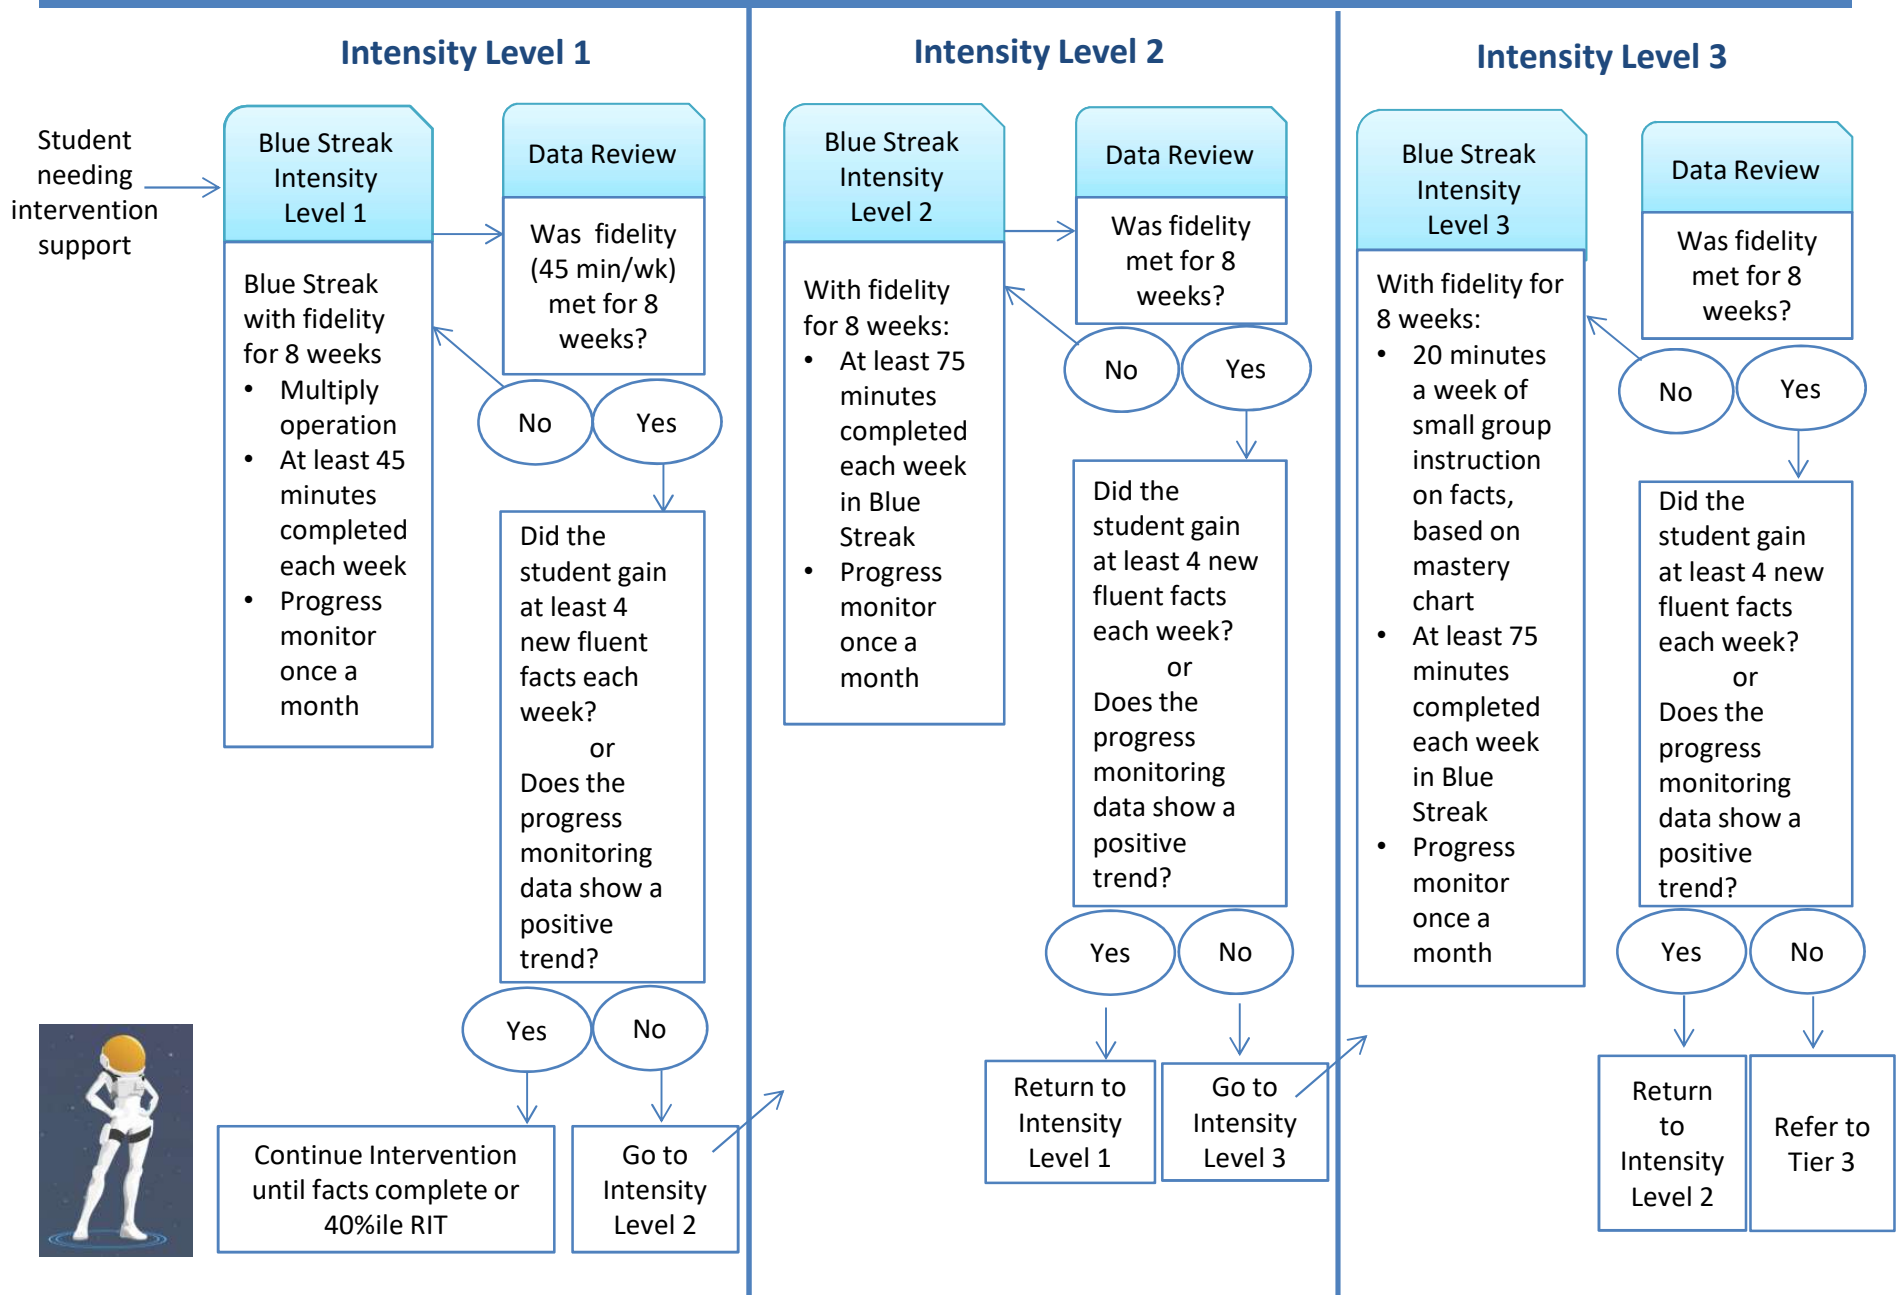 Intensity Level 1
Student
needing
intervention
support
Blue Streak
Intensity
Level 1
Blue Streak
with fidelity
for 8 weeks
• Multiply
operation
• At least 45
minutes
completed
each week
• Progress
monitor
once a
month
Data Review
Was fidelity
(45 min/wk)
met for 8
weeks?
No
Yes
Did the
student gain
at least 4
new fluent
facts each
week?
or
Does the
progress
monitoring
data show a
positive
trend?
Yes
No
Continue Intervention
until facts complete or
40%ile RIT
Go to
Intensity
Level 2
Intensity Level 2
Blue Streak
Intensity
Level 2
With fidelity
for 8 weeks:
• At least 75
minutes
completed
each week
in Blue
Streak
• Progress
monitor
once a
month
Data Review
Was fidelity
met for 8
weeks?
No
Yes
Did the
student gain
at least 4 new
fluent facts
each week?
or
Does the
progress
monitoring
data show a
positive
trend?
Yes
No
Return to
Intensity
Level 1
Go to
Intensity
Level 3
Intensity Level 3
Blue Streak
Intensity
Level 3
With fidelity for
8 weeks:
• 20 minutes
a week of
small group
instruction
on facts,
based on
mastery
chart
• At least 75
minutes
completed
each week
in Blue
Streak
• Progress
monitor
once a
month
Data Review
Was fidelity
met for 8
weeks?
No
Yes
Did the
student gain
at least 4 new
fluent facts
each week?
or
Does the
progress
monitoring
data show a
positive
trend?
Yes
No
Return
to
Intensity
Level 2
Refer to
Tier 3